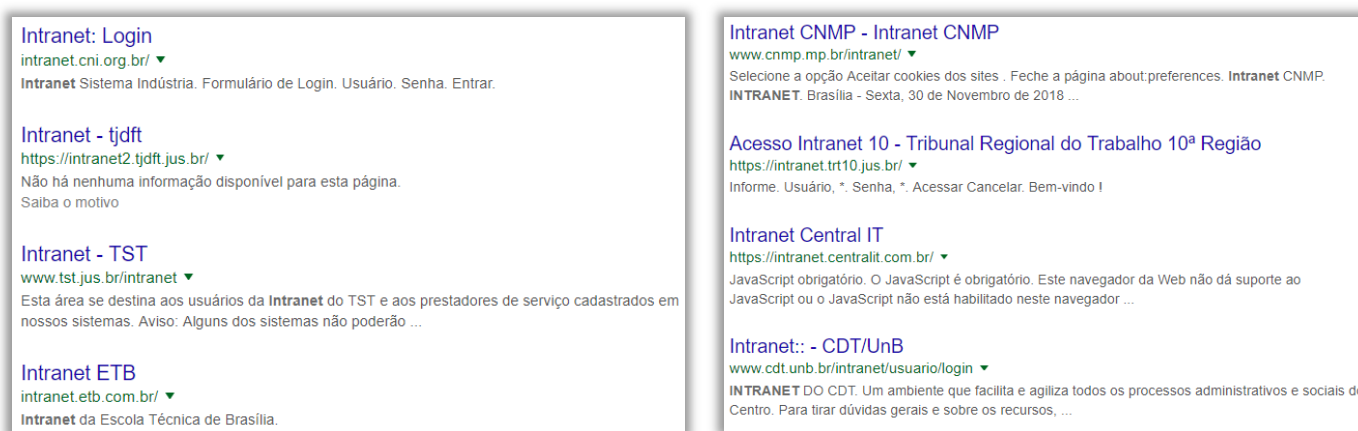 Intranet: Login
intranet.cni.org.br/ ▼
Intranet Sistema Indústria. Formulário de Login. Usuário. Senha. Entrar.
Intranet - tjdft
https://intranet2.tjdft.jus.br/ ▼
Não há nenhuma informação disponível para esta página.
Saiba o motivo
Intranet - TST
www.tst.jus.br/intranet ▼
Esta área se destina aos usuários da Intranet do TST e aos prestadores de serviço cadastrados em
nossos sistemas. Aviso: Alguns dos sistemas não poderão ...
Intranet ETB
intranet.etb.com.br/ ▼
Intranet da Escola Técnica de Brasília.
Intranet CNMP - Intranet CNMP
www.cnmp.mp.br/intranet/ ▼
Selecione a opção Aceitar cookies dos sites . Feche a página about:preferences. Intranet CNMP.
INTRANET. Brasília - Sexta, 30 de Novembro de 2018 ...
Acesso Intranet 10 - Tribunal Regional do Trabalho 10ª Região
https://intranet.trt10.jus.br/ ▼
Informe. Usuário, *. Senha, *. Acessar Cancelar. Bem-vindo !
Intranet Central IT
https://intranet.centralit.com.br/ ▼
JavaScript obrigatório. O JavaScript é obrigatório. Este navegador da Web não dá suporte ao
JavaScript ou o JavaScript não está habilitado neste navegador ...
Intranet:: - CDT/UnB
www.cdt.unb.br/intranet/usuario/login ▼
INTRANET DO CDT. Um ambiente que facilita e agiliza todos os processos administrativos e sociais
Centro. Para tirar dúvidas gerais e sobre os recursos, ...